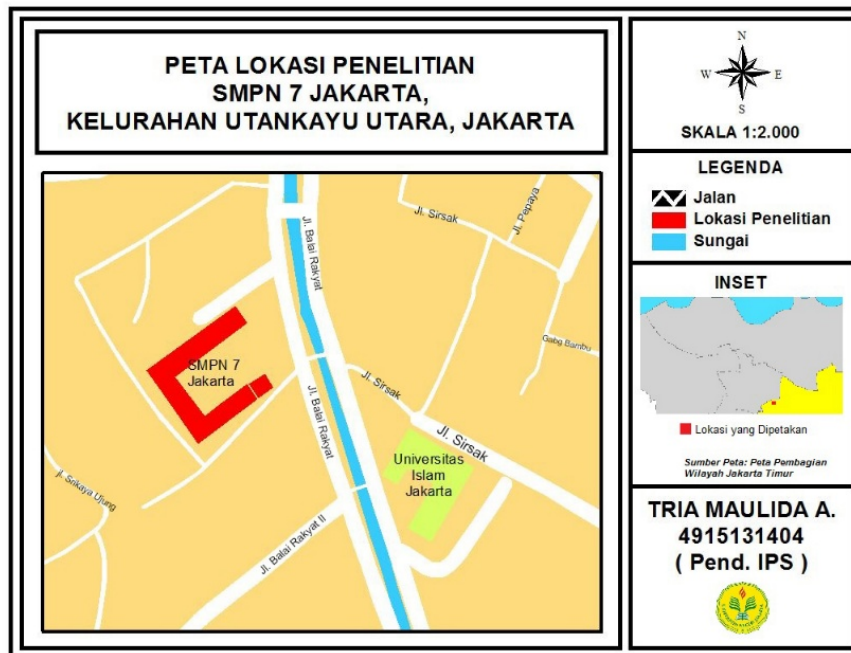 PETA LOKASI PENELITIAN
SMPN 7 JAKARTA,
KELURAHAN UTANKAYU UTARA, JAKARTA
Jl. Sirsak
Jl. Pepaya
Jl. Balai Rakyat
Gang Bambu
SMPN 7
Jakarta
Jl. Sirsak
Jl. Balai Rakyat
Jl. Sirsak
Universitas
Islam
Jakarta
jl. Srikaya Ujung
Jl. Balai Rakyat II
N
W E
S
SKALA 1:2.000
LEGENDA
Jalan
Lokasi Penelitian
Sungai
INSET
Lokasi yang Dipetakan
Sumber Peta: Peta Pembagian
Wilayah Jakarta Timur
TRIA MAULIDA A.
4915131404
( Pend. IPS )